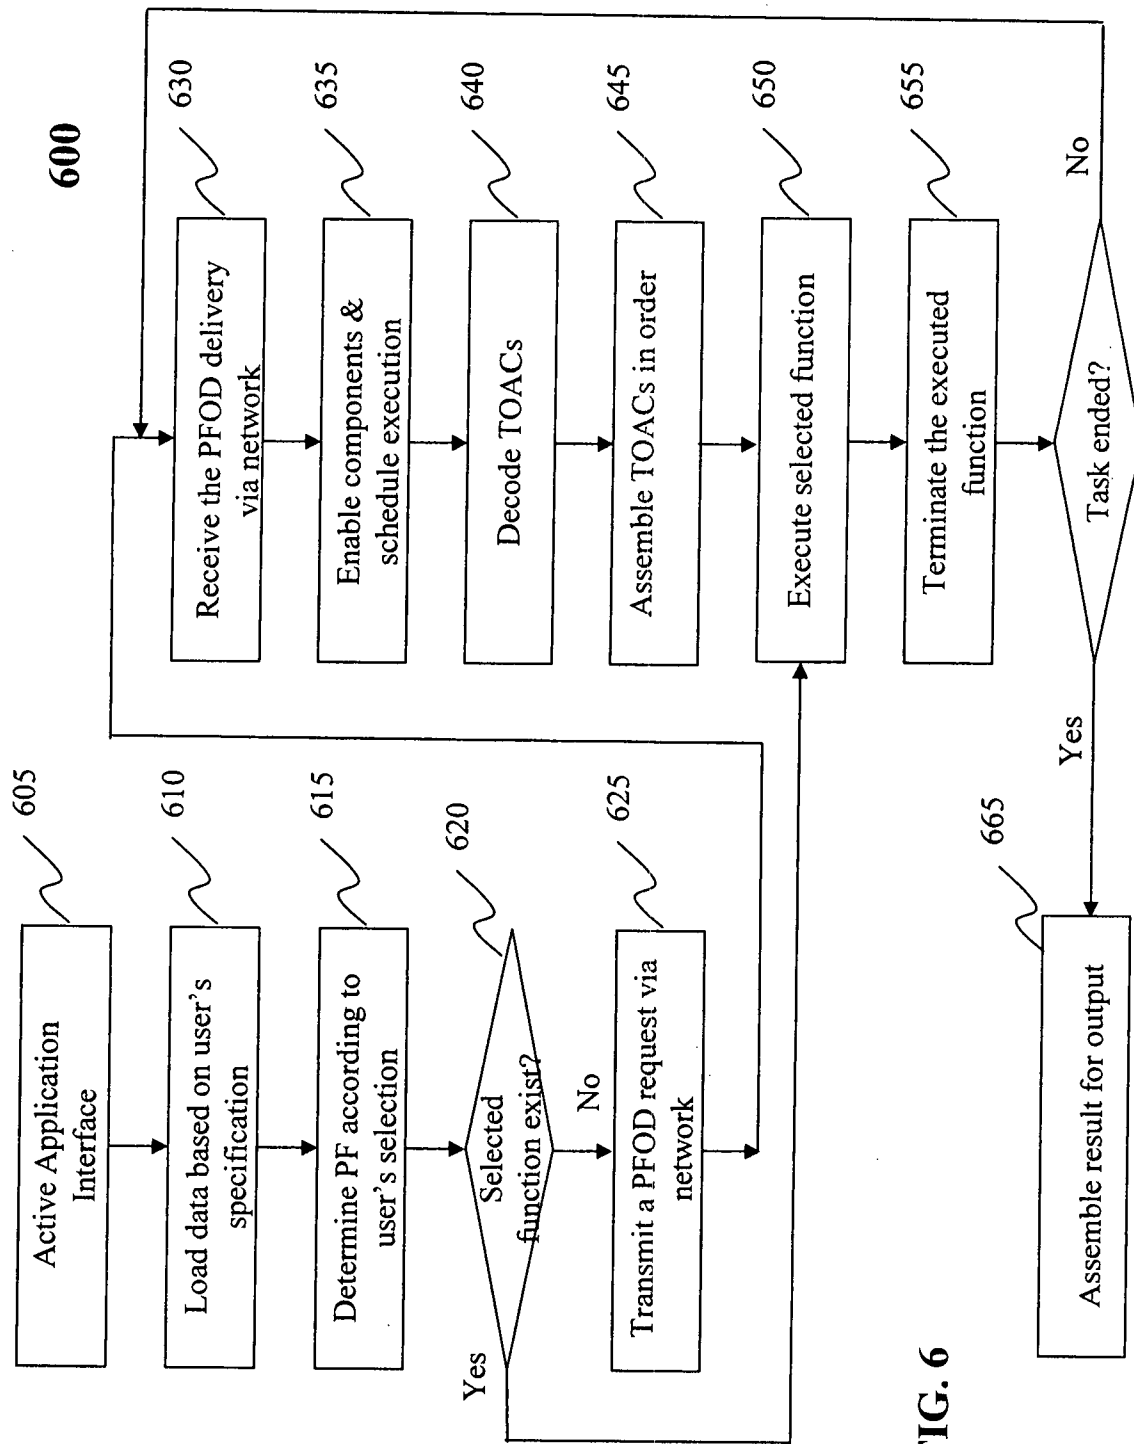 600
605
Active Application
Interface
610
Load data based on user's
specification
615
Determine PF according to
user's selection
620
Selected
function exist?
Yes
No
625
Transmit a PFOD request via
network
630
Receive the PFOD delivery
via network
635
Enable components &
schedule execution
640
Decode TOACs
645
Assemble TOACs in order
650
Execute selected function
655
Terminate the executed
function
Task ended?
No
Yes
665
Assemble result for output
FIG. 6